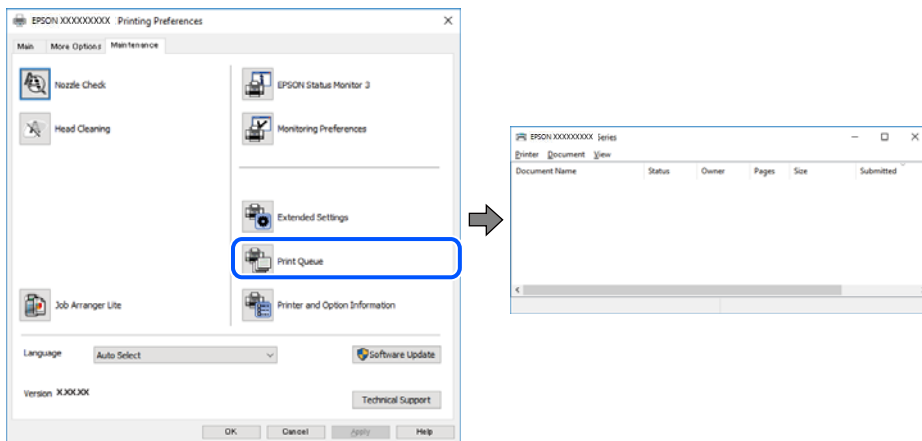 EPSON XXXXXXXXX Printing Preferences
Main More Options Maintenance
Nozzle Check
EPSON Status Monitor 3
Head Cleaning
Monitoring Preferences
Extended Settings
Print Queue
Job Arranger Lite
Printer and Option Information
Language Auto Select
Software Update
Version X.XX.XX
Technical Support
OK Cancel Apply Help
EPSON XXXXXXXXX Series
Printer Document View
Document Name Status Owner Pages Size Submitted